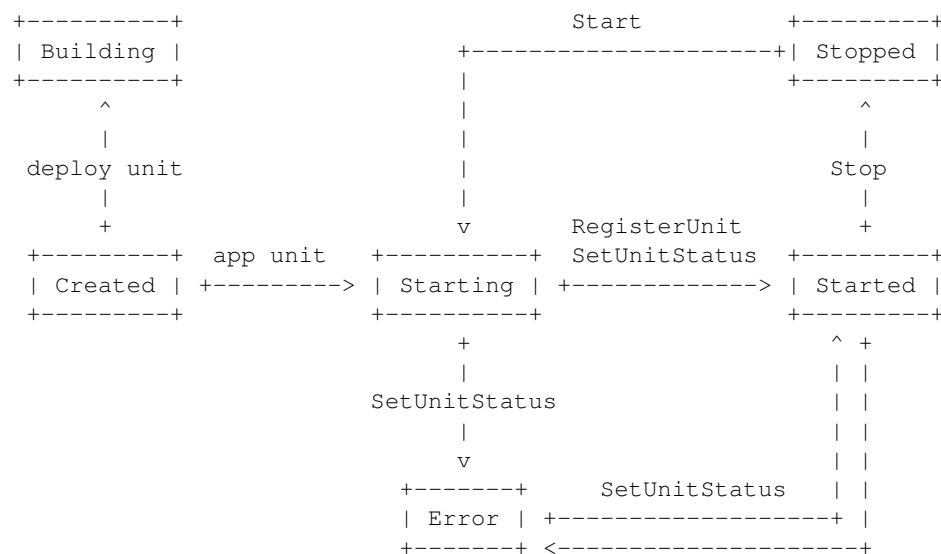 Start
Building
Stopped
deploy unit
Stop
RegisterUnit
app unit
SetUnitStatus
Created
Starting
Started
SetUnitStatus
SetUnitStatus
Error